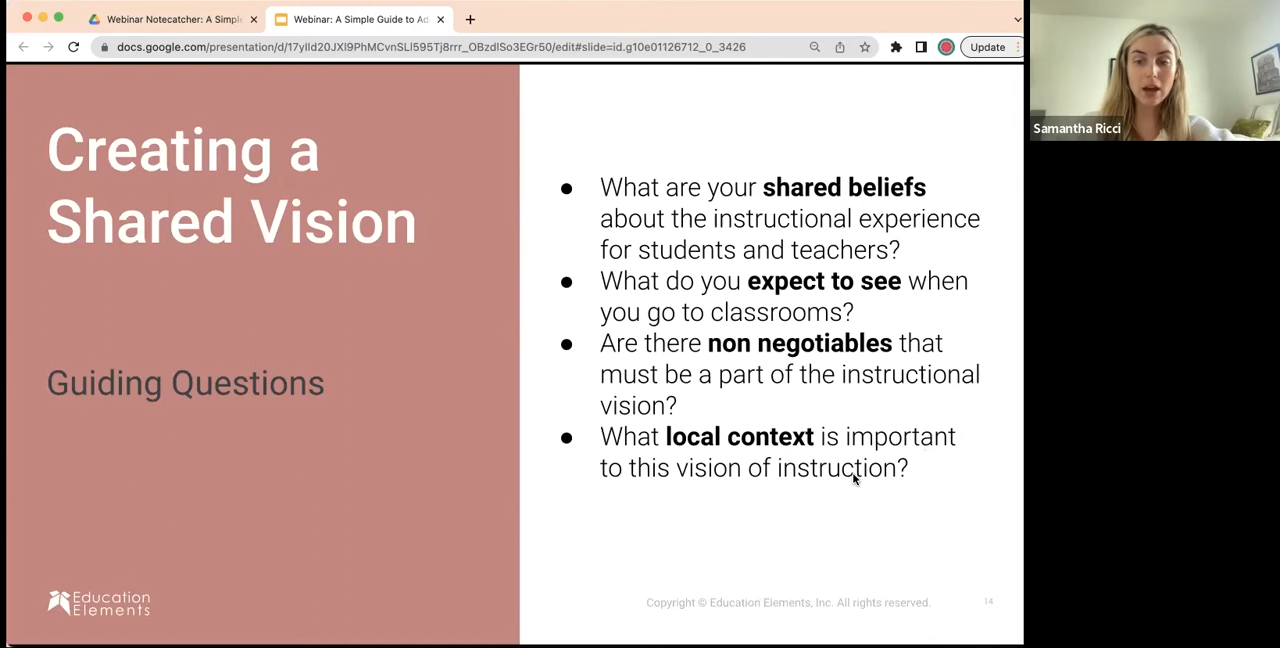 Webinar Notecatcher: A Simple
Webinar: A Simple Guide to Ad
docs.google.com/presentation/d/17yIld20JXl9PhMCvnSLl595Tj8rrr_OBzdlSo3EGr50/edit#slide=id.g10e01126712_0_3426
Update
Samantha Ricci
Creating a
Shared Vision
Guiding Questions
● What are your shared beliefs
about the instructional experience
for students and teachers?
● What do you expect to see when
you go to classrooms?
● Are there non negotiables that
must be a part of the instructional
vision?
● What local context is important
to this vision of instruction?
Education
Elements
Copyright © Education Elements, Inc. All rights reserved.
14